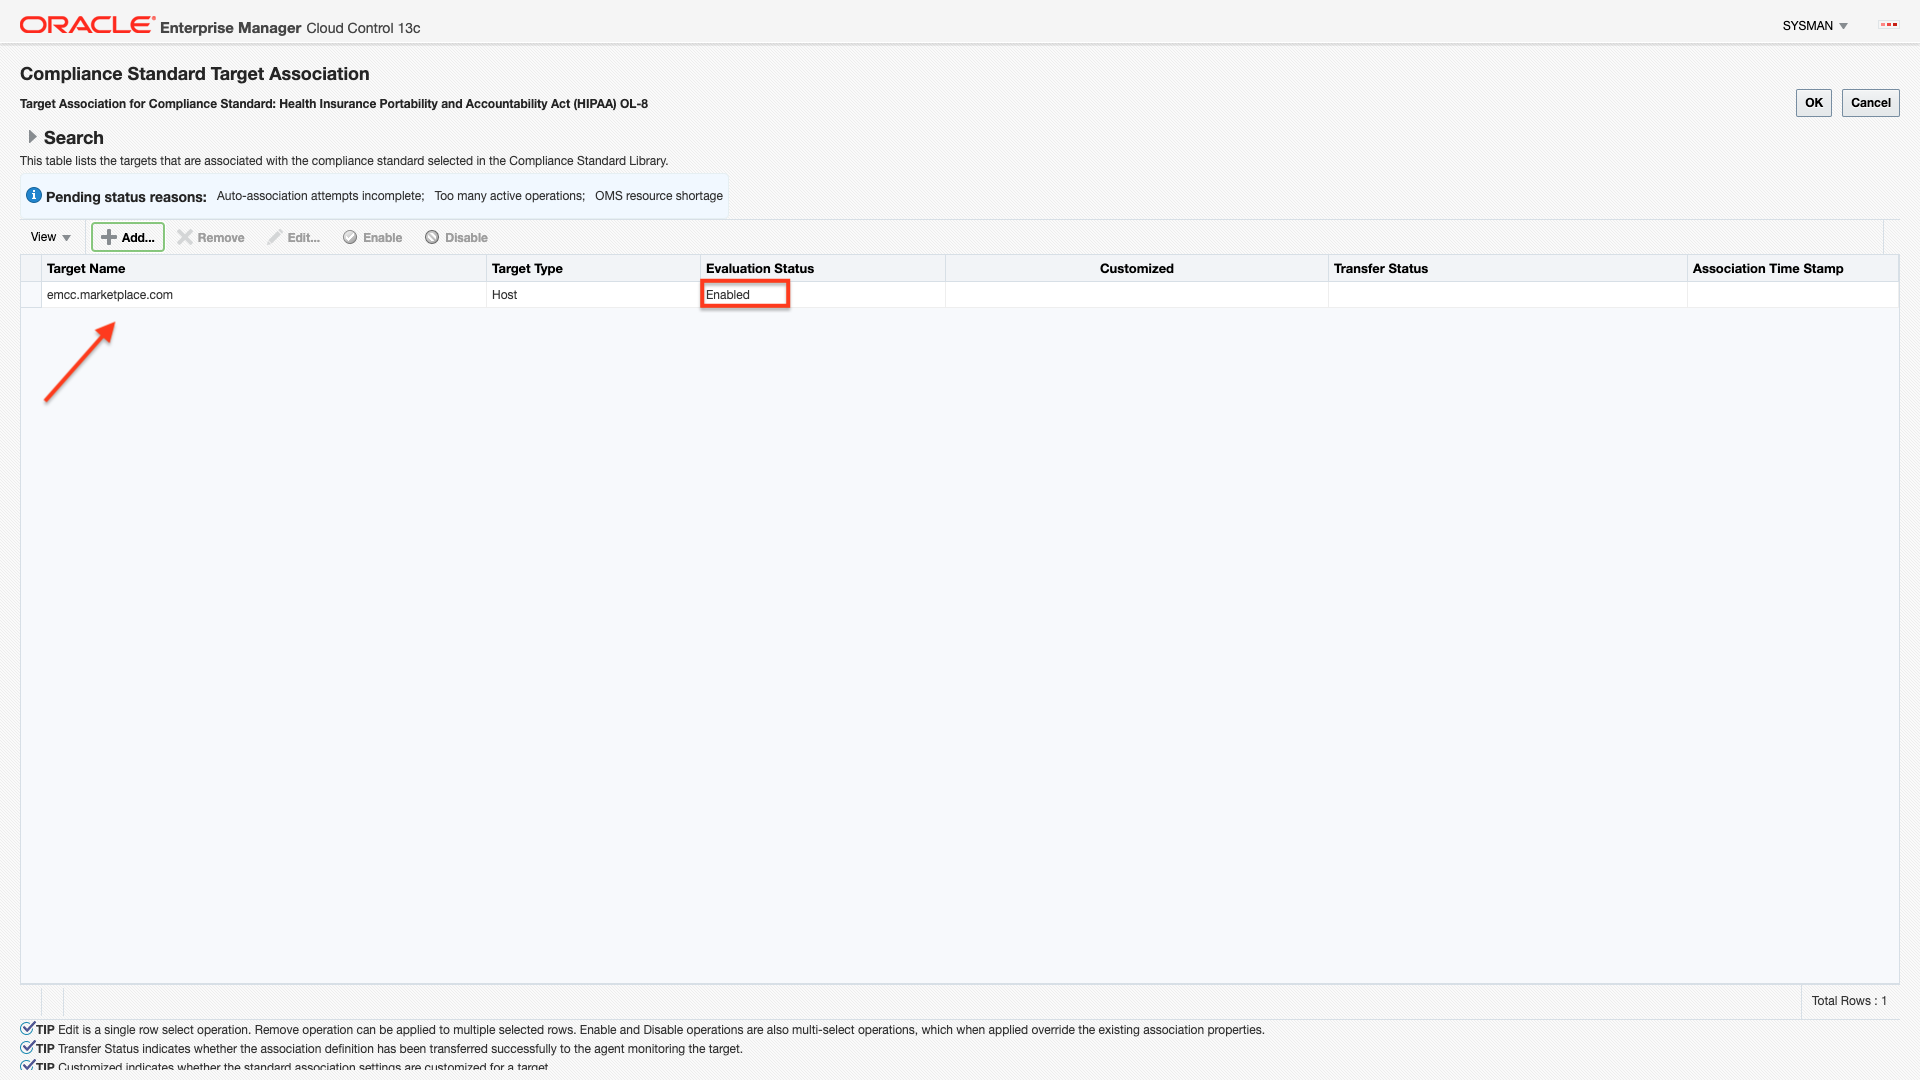 ORACLE Enterprise Manager Cloud Control 13c
SYSMAN
Compliance Standard Target Association
Target Association for Compliance Standard: Health Insurance Portability and Accountability Act (HIPAA) OL-8
OK Cancel
Search
This table lists the targets that are associated with the compliance standard selected in the Compliance Standard Library.
Pending status reasons: Auto-association attempts incomplete; Too many active operations; OMS resource shortage
View Add... Remove Edit... Enable Disable
Target Name Target Type Evaluation Status Customized Transfer Status Association Time Stamp
emcc.marketplace.com Host Enabled
Total Rows : 1
TIP Edit is a single row select operation. Remove operation can be applied to multiple selected rows. Enable and Disable operations are also multi-select operations, which when applied override the existing association properties.
TIP Transfer Status indicates whether the association definition has been transferred successfully to the agent monitoring the target.
TIP Customized indicates whether the standard association settings are customized for a target